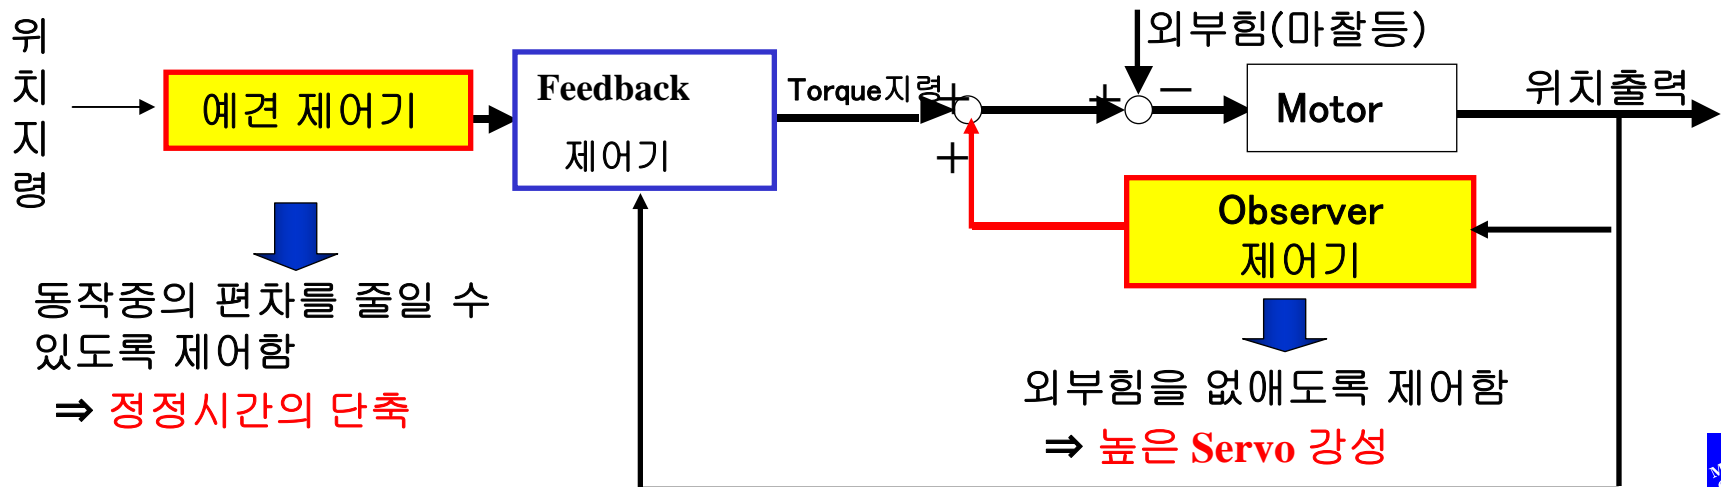 위
치
지
령
예견 제어기
Feedback
제어기
Torque지령
+
+
외부힘(마찰등)
+
−
Motor
위치출력
Observer
제어기
동작중의 편차를 줄일 수
있도록 제어함
⇒ 정정시간의 단축
외부힘을 없애도록 제어함
⇒ 높은 Servo 강성